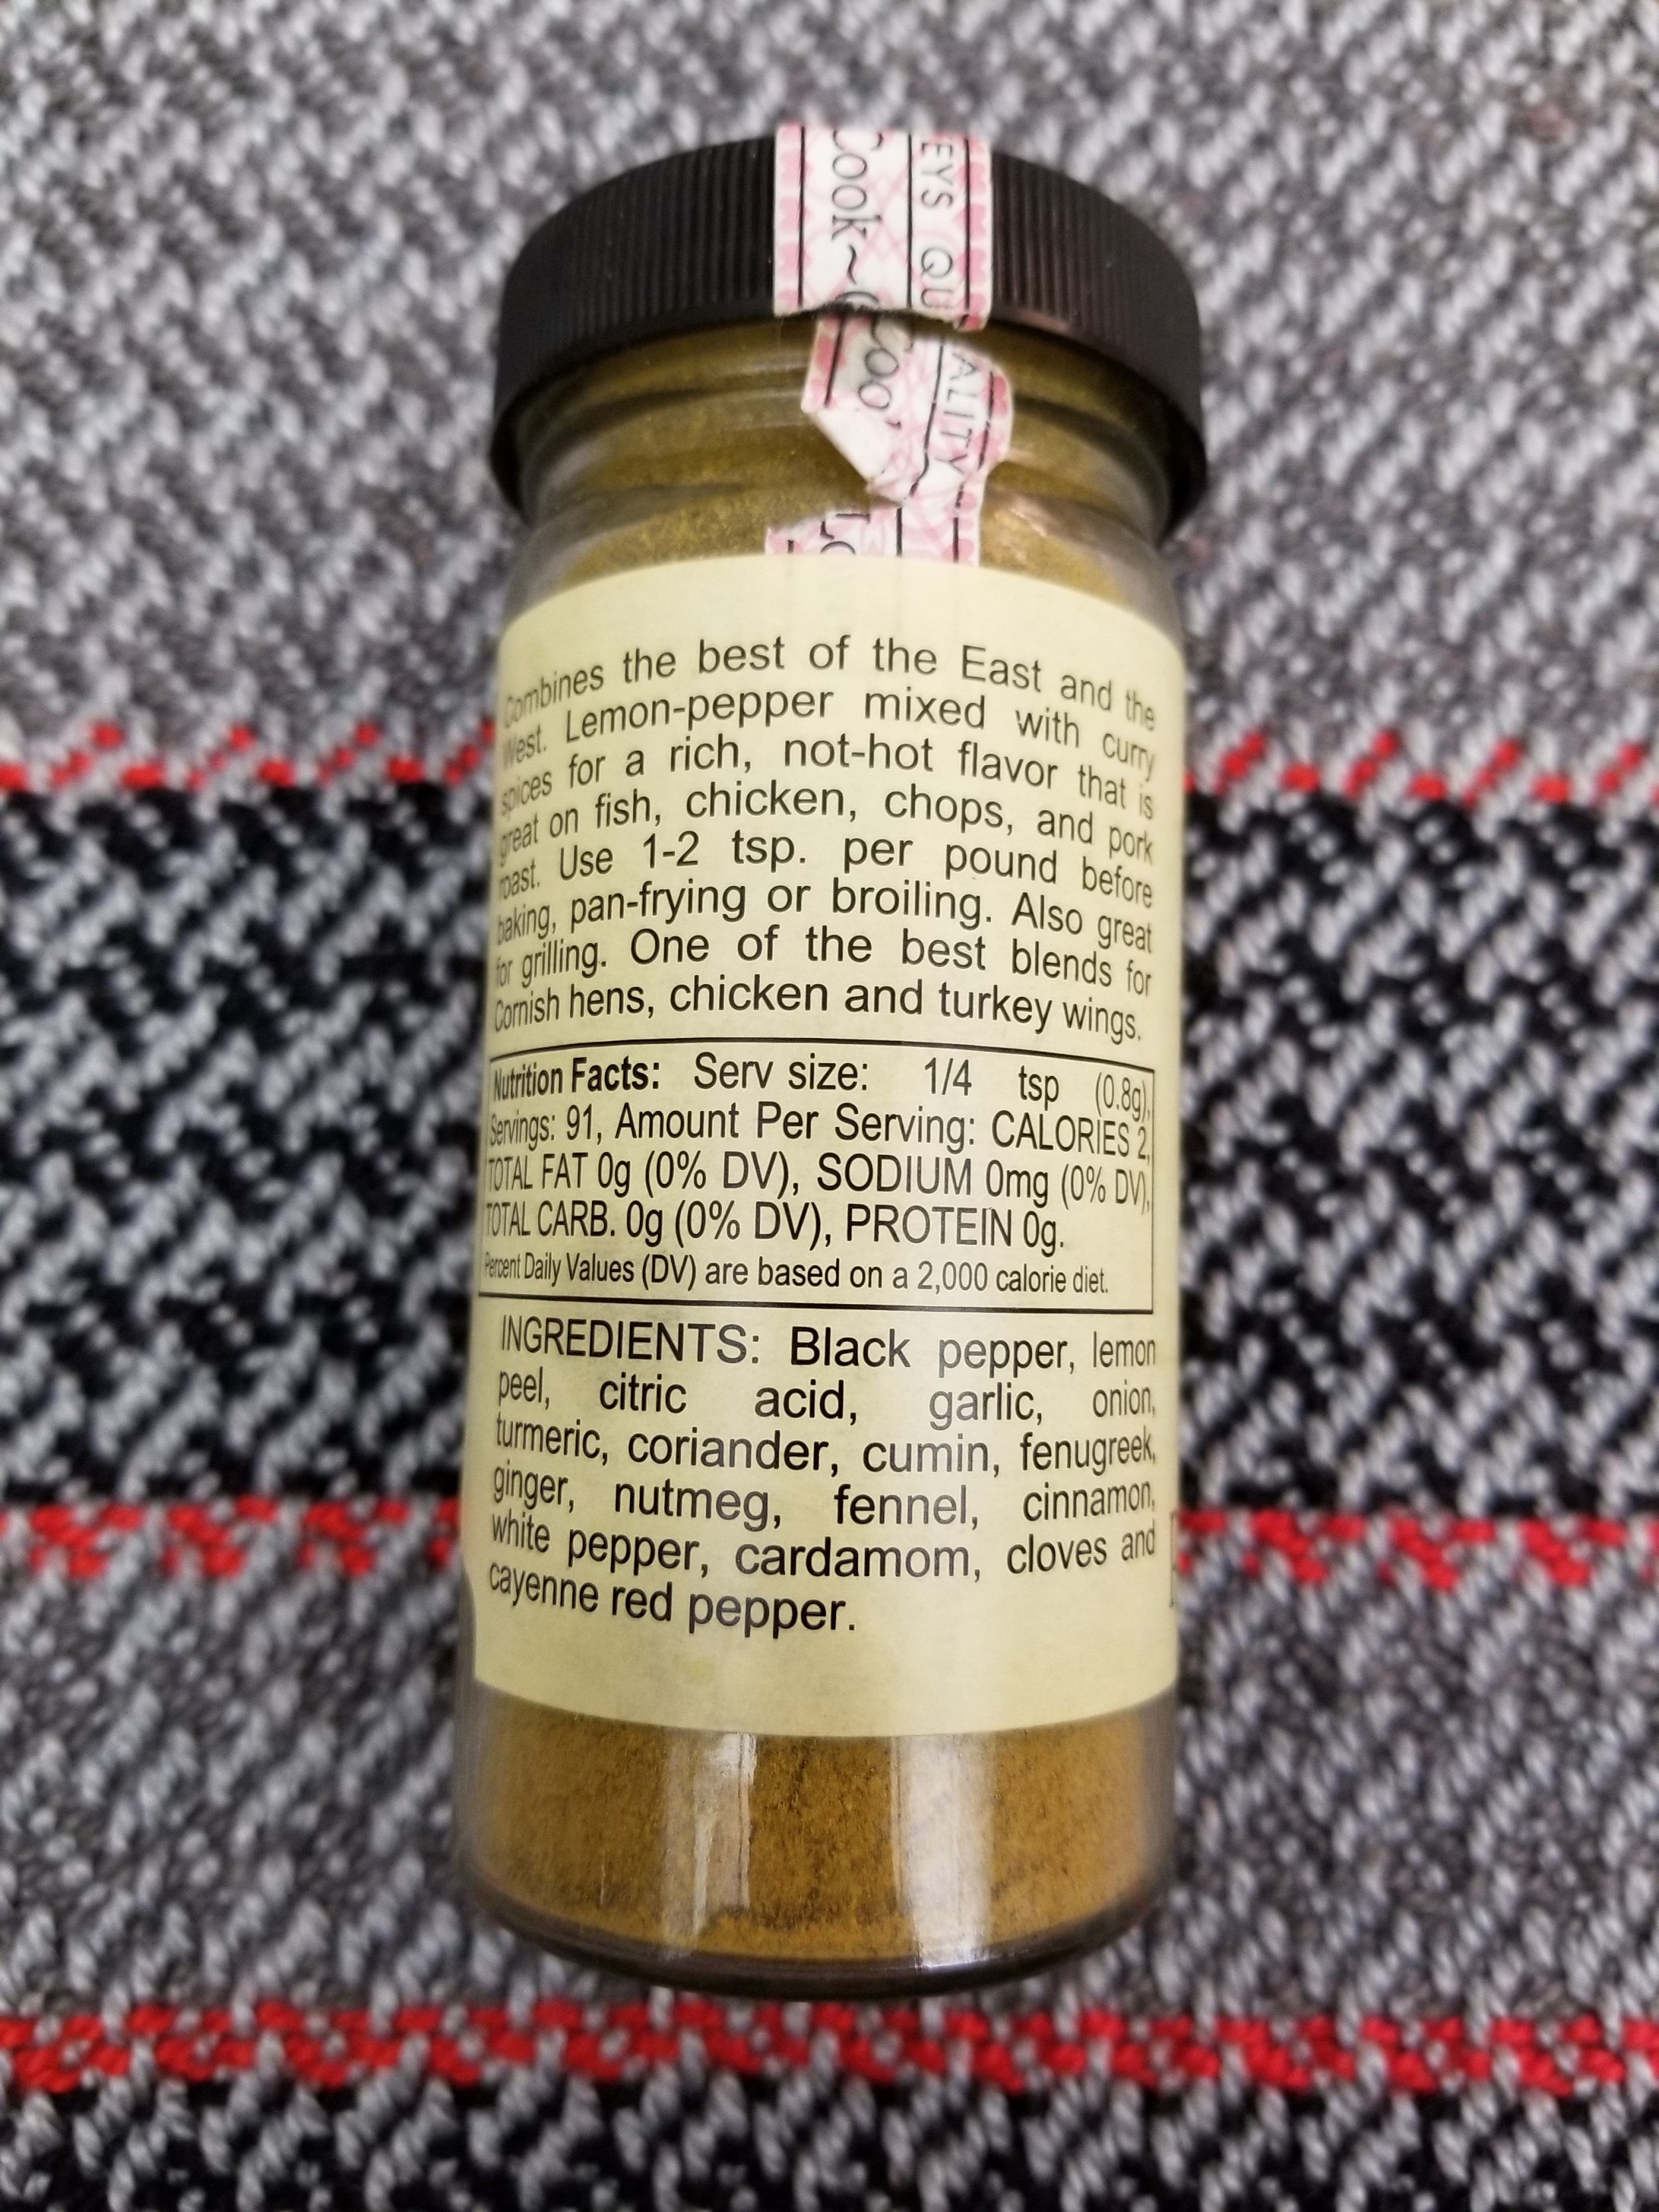 Cook~
EYS QU
Coo
ALITY
Combines the best of the East and the
West. Lemon-pepper mixed with curry
spices for a rich, not-hot flavor that is
great on fish, chicken, chops, and pork
roast. Use 1-2 tsp. per pound before
baking, pan-frying or broiling. Also great
for grilling. One of the best blends for
Cornish hens, chicken and turkey wings.
Nutrition Facts: Serv size: 1/4 tsp (0.8g),
Servings: 91, Amount Per Serving: CALORIES 2,
TOTAL FAT 0g (0% DV), SODIUM 0mg (0% DV),
TOTAL CARB. 0g (0% DV), PROTEIN 0g.
Percent Daily Values (DV) are based on a 2,000 calorie diet.
INGREDIENTS: Black pepper, lemon
peel, citric acid, garlic, onion,
turmeric, coriander, cumin, fenugreek,
ginger, nutmeg, fennel, cinnamon,
white pepper, cardamom, cloves and
cayenne red pepper.